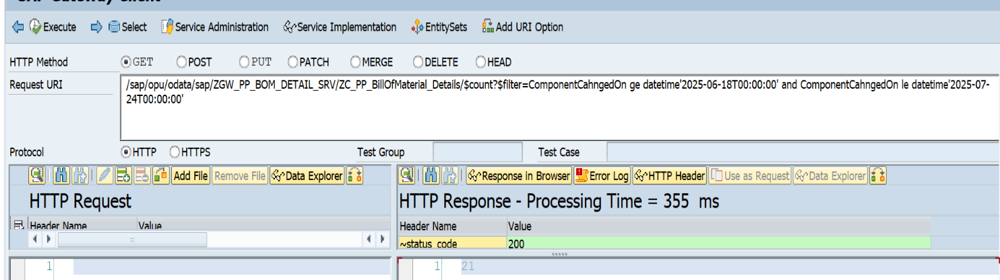 SAP Gateway Client
Execute Select Service Administration Service Implementation EntitySets Add URI Option
HTTP Method GET POST PUT PATCH MERGE DELETE HEAD
Request URI /sap/opu/odata/sap/ZGW_PP_BOM_DETAIL_SRV/ZC_PP_BillOfMaterial_Details/$count?$filter=ComponentCahngedOn ge datetime'2025-06-18T00:00:00' and ComponentCahngedOn le datetime'2025-07-
24T00:00:00'
Protocol HTTP HTTPS Test Group Test Case
Add File Remove File Data Explorer Response in Browser Error Log HTTP Header Use as Request Data Explorer
HTTP Request HTTP Response - Processing Time = 355 ms
Header Name Value Header Name Value
~status_code 200
1 1 21